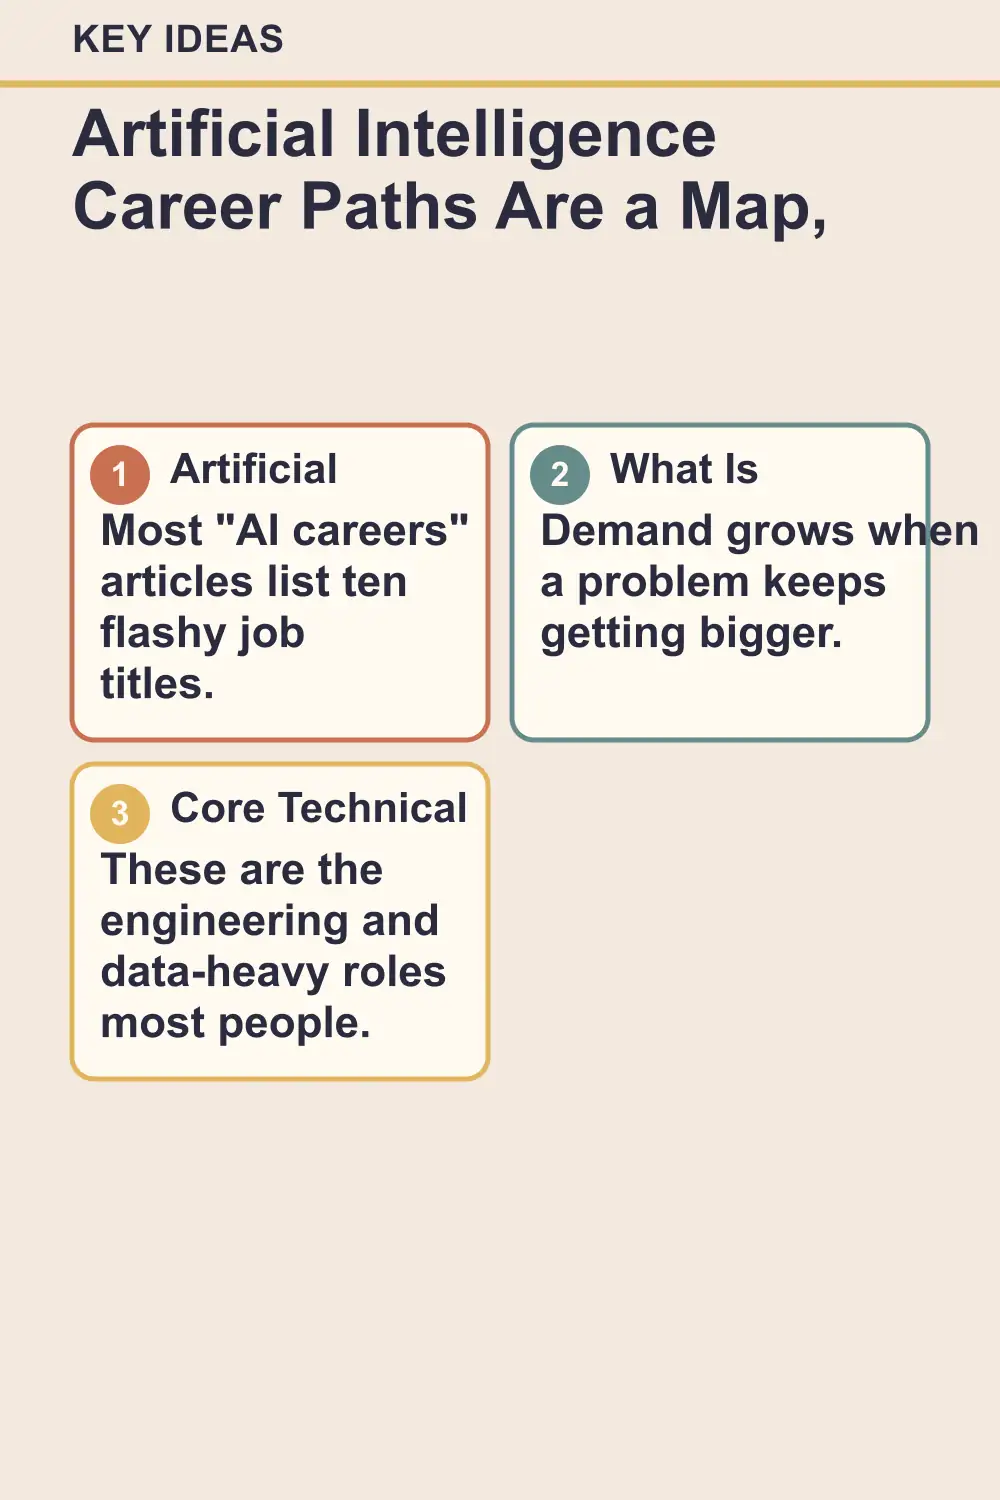 KEY IDEAS
Artificial Intelligence
Career Paths Are a Map,
1 Artificial
Most "AI careers"
articles list ten
flashy job
titles.
2 What Is
Demand grows when
a problem keeps
getting bigger.
3 Core Technical
These are the
engineering and
data-heavy roles
most people.